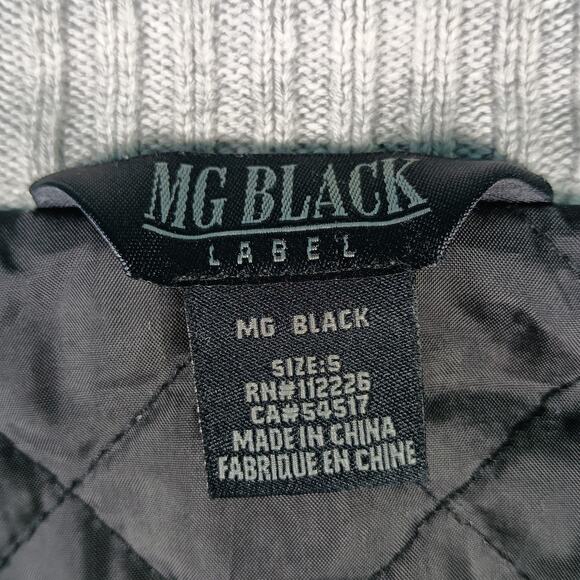 MG BLACK
LABEL
MG BLACK
SIZE:S
RN#112226
CA#54517
MADE IN CHINA
FABRIQUE EN CHINE